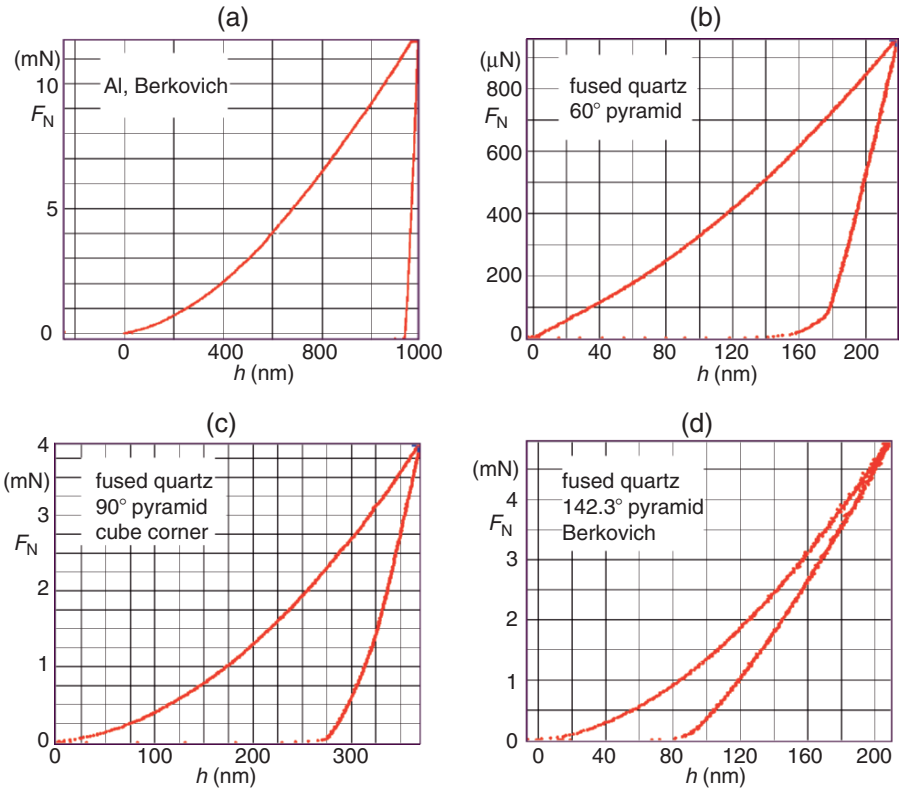 (a)
(mN)
10
F_N
5
0
Al, Berkovich
0 400 800 1000
h (nm)
(b)
(µN)
800
F_N
600
400
200
0
fused quartz
60° pyramid
0 40 80 120 160 200
h (nm)
(c)
4
(mN)
3
F_N
2
1
0
fused quartz
90° pyramid
cube corner
0 100 200 300
h (nm)
(d)
(mN)
4
F_N
3
2
1
0
fused quartz
142.3° pyramid
Berkovich
0 40 80 120 160 200
h (nm)